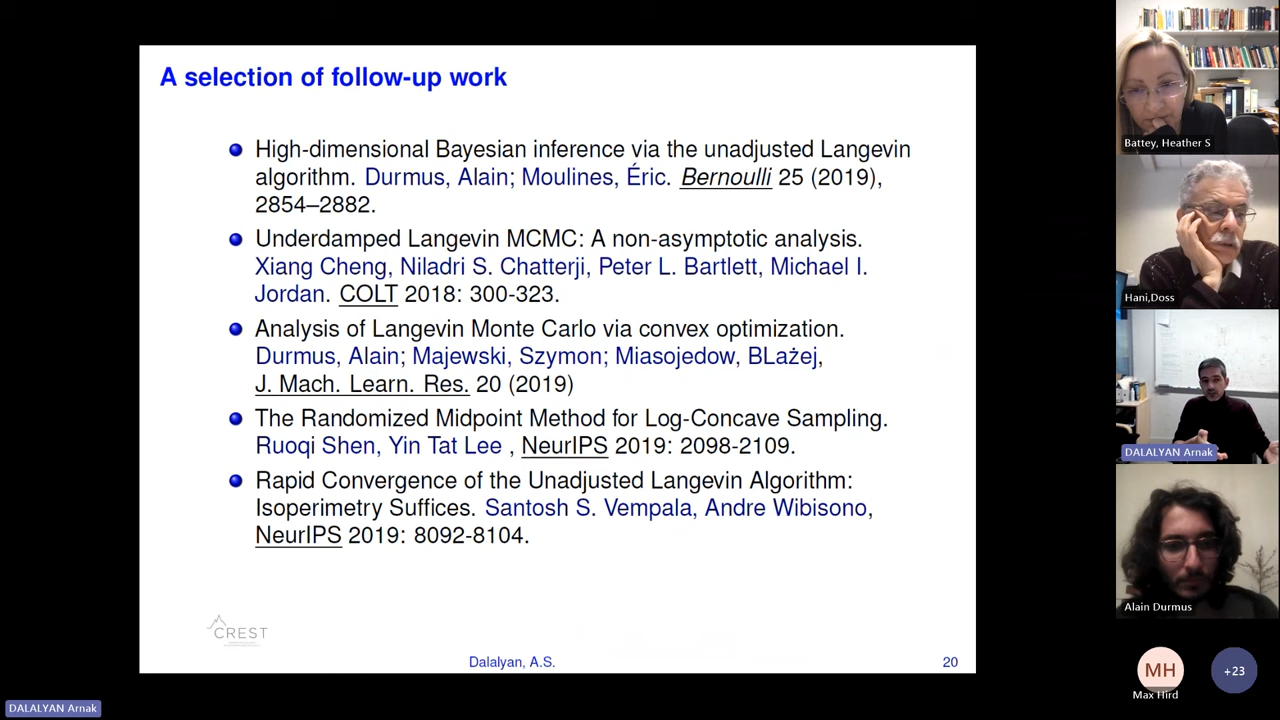 A selection of follow-up work
High-dimensional Bayesian inference via the unadjusted Langevin
algorithm. Durmus, Alain; Moulines, Éric. Bernoulli 25 (2019),
2854–2882.
Underdamped Langevin MCMC: A non-asymptotic analysis.
Xiang Cheng, Niladri S. Chatterji, Peter L. Bartlett, Michael I.
Jordan. COLT 2018: 300-323.
Analysis of Langevin Monte Carlo via convex optimization.
Durmus, Alain; Majewski, Szymon; Miasojedow, BLażej,
J. Mach. Learn. Res. 20 (2019)
The Randomized Midpoint Method for Log-Concave Sampling.
Ruoqi Shen, Yin Tat Lee , NeurIPS 2019: 2098-2109.
Rapid Convergence of the Unadjusted Langevin Algorithm:
Isoperimetry Suffices. Santosh S. Vempala, Andre Wibisono,
NeurIPS 2019: 8092-8104.
CREST
Dalalyan, A.S.
20
Battey, Heather S
Hani,Doss
DALALYAN Arnak
Alain Durmus
MH
+23
Max Hird
DALALYAN Arnak